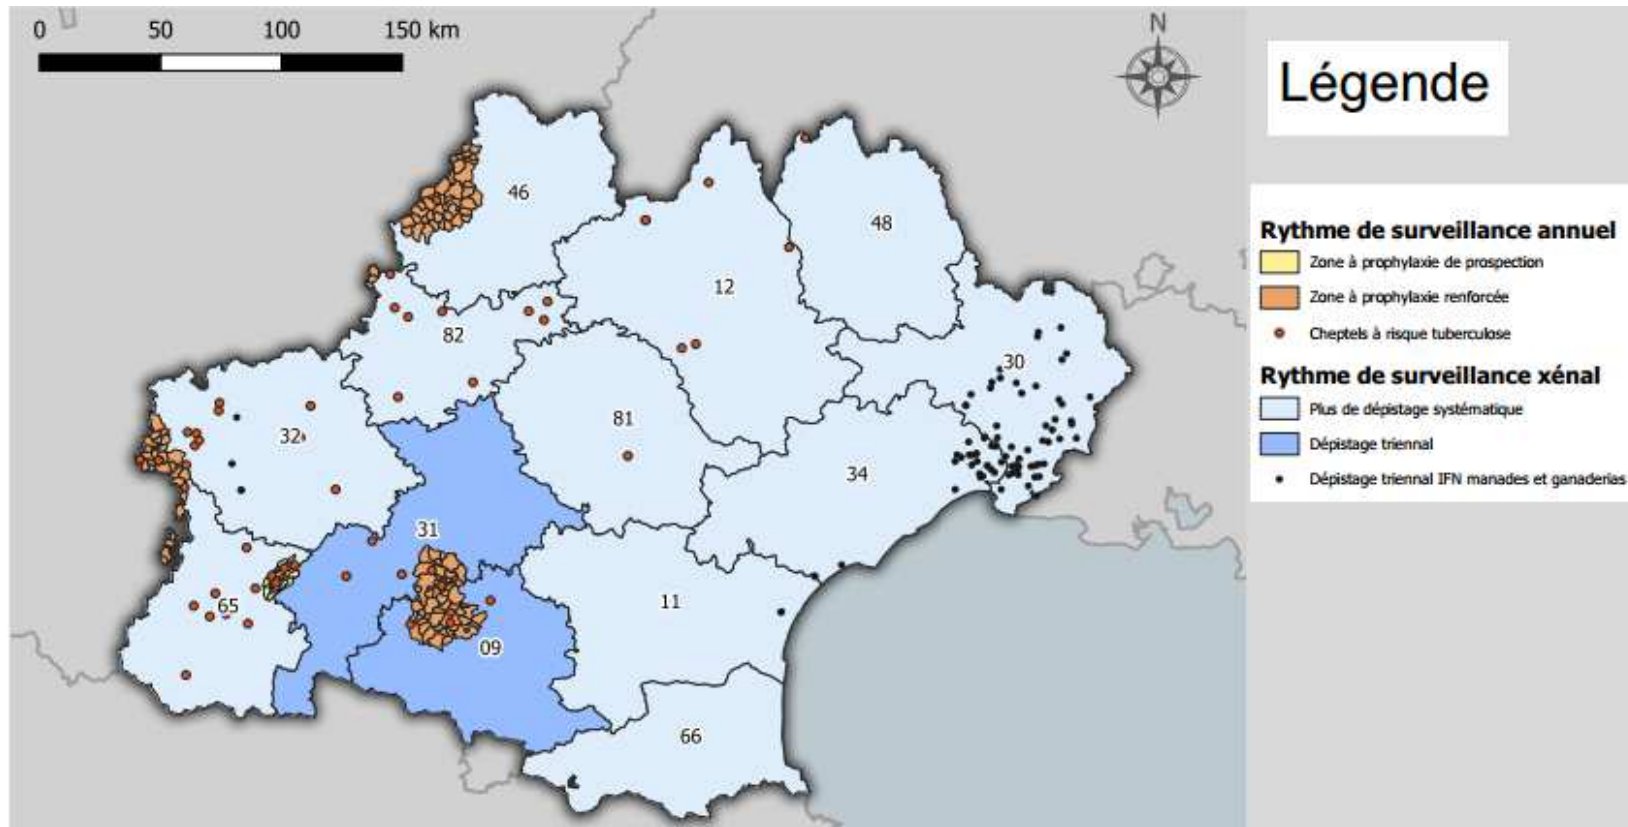 0 50 100 150 km
N
Légende
46
48
12
82
30
32
81
34
31
65
11
09
66
Rythme de surveillance annuel
Zone à prophylaxie de prospection
Zone à prophylaxie renforcée
Cheptels à risque tuberculose
Rythme de surveillance xénal
Plus de dépistage systématique
Dépistage triennal
Dépistage triennal IFN manades et ganaderias